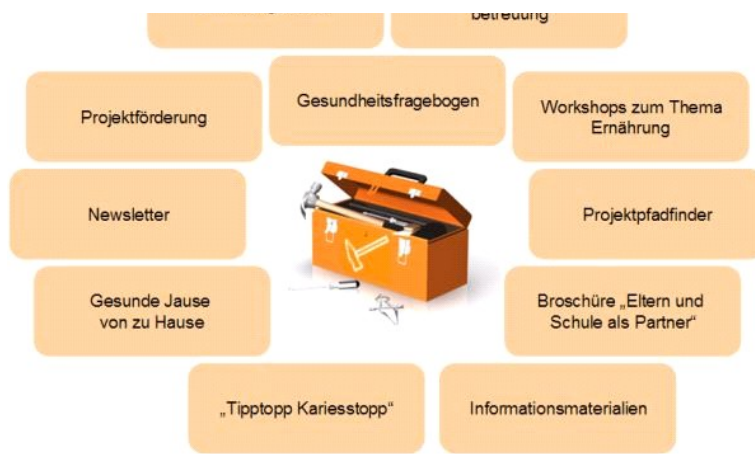 betreuung
Gesundheitsfragebogen
Projektförderung
Workshops zum Thema
Ernährung
Newsletter
Projektpfadfinder
Gesunde Jause
von zu Hause
Broschüre „Eltern und
Schule als Partner“
„Tipptopp Kariesstopp“
Informationsmaterialien